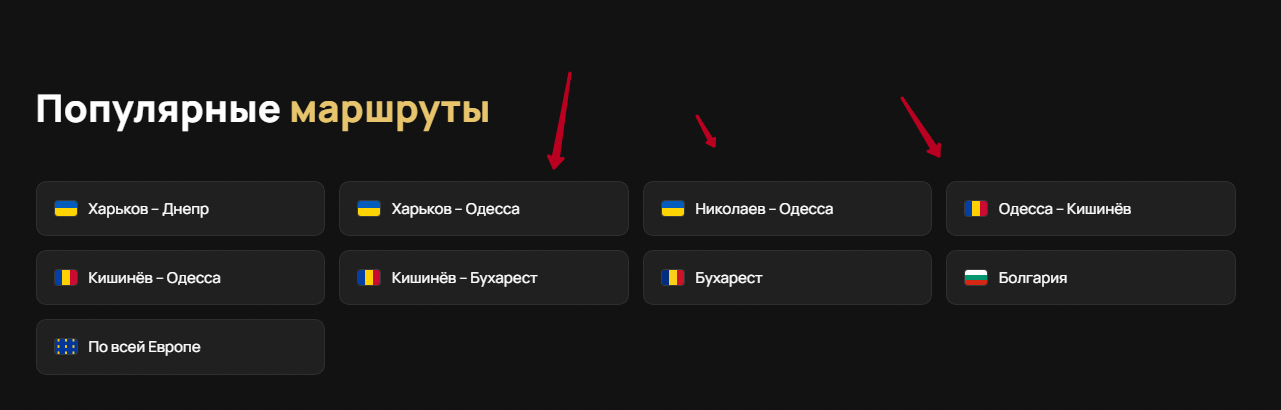 Популярные маршруты
Харьков – Днепр
Харьков – Одесса
Николаев – Одесса
Одесса – Кишинёв
Кишинёв – Одесса
Кишинёв – Бухарест
Бухарест
Болгария
По всей Европе